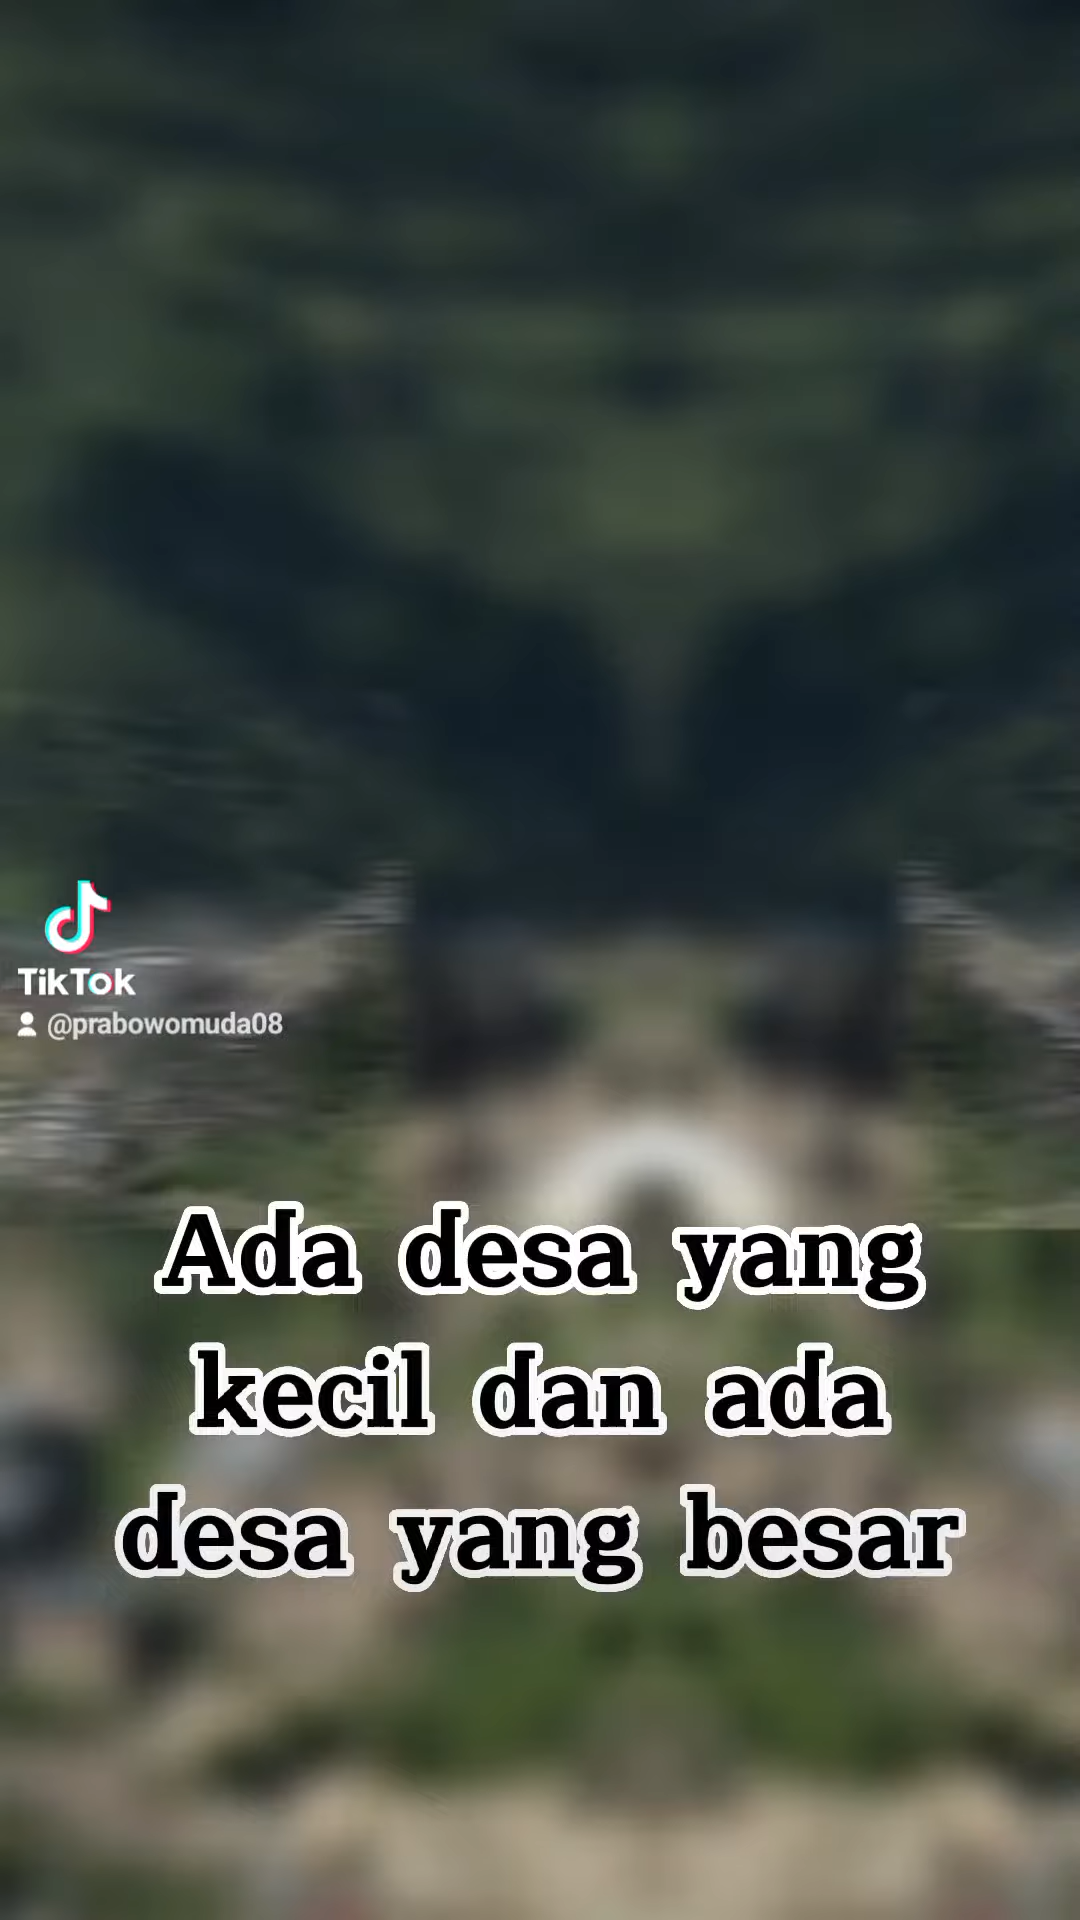 TikTok
@prabowomuda08
Ada desa yang
kecil dan ada
desa yang besar